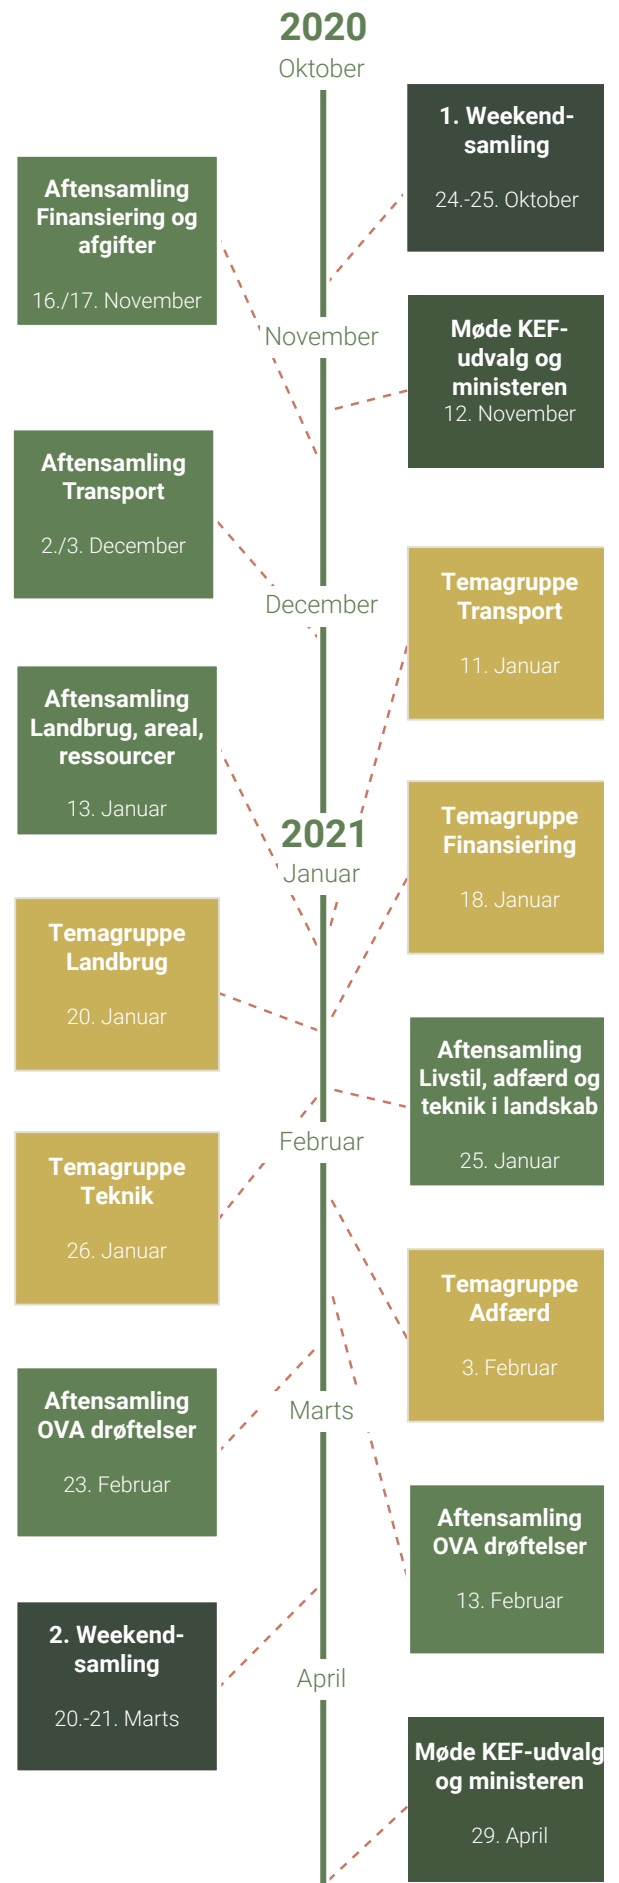 2020
Oktober
1. Weekend-
samling
24.-25. Oktober
Aftensamling
Finansiering og
afgifter
16./17. November
November
Møde KEF-
udvalg og
ministeren
12. November
Aftensamling
Transport
2./3. December
December
Temagruppe
Transport
11. Januar
Aftensamling
Landbrug, areal,
ressourcer
13. Januar
2021
Januar
Temagruppe
Finansiering
18. Januar
Temagruppe
Landbrug
20. Januar
Aftensamling
Livstil, adfærd og
teknik i landskab
25. Januar
Februar
Temagruppe
Teknik
26. Januar
Temagruppe
Adfærd
3. Februar
Aftensamling
OVA drøftelser
23. Februar
Marts
Aftensamling
OVA drøftelser
13. Februar
2. Weekend-
samling
20.-21. Marts
April
Møde KEF-udvalg
og ministeren
29. April